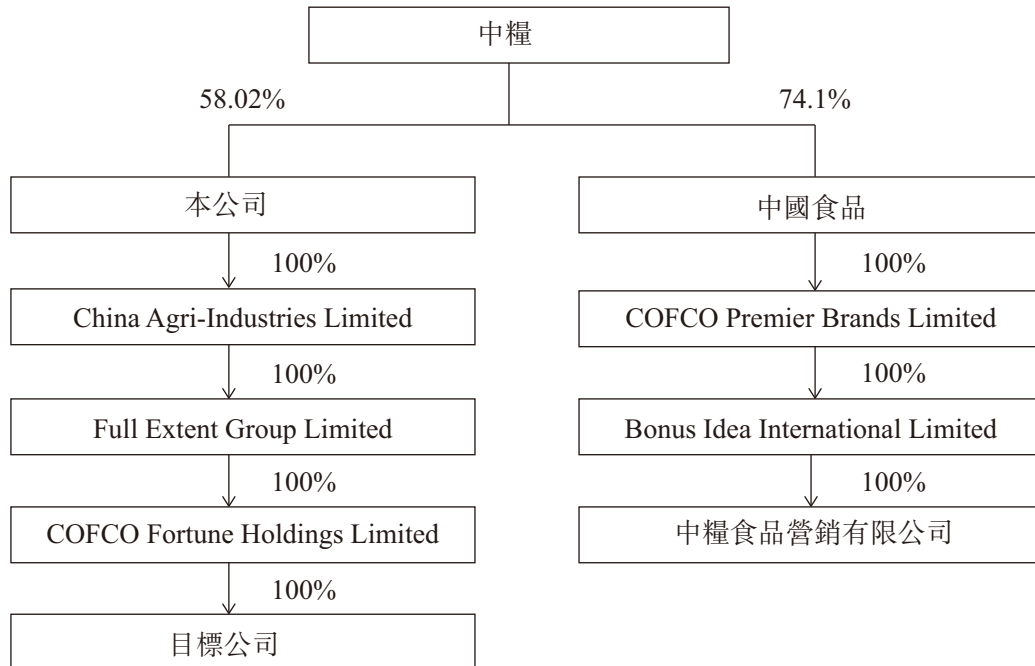 中糧
58.02%
74.1%
本公司
中國食品
100%
100%
China Agri-Industries Limited
COFCO Premier Brands Limited
100%
100%
Full Extent Group Limited
Bonus Idea International Limited
100%
100%
COFCO Fortune Holdings Limited
中糧食品營銷有限公司
100%
目標公司